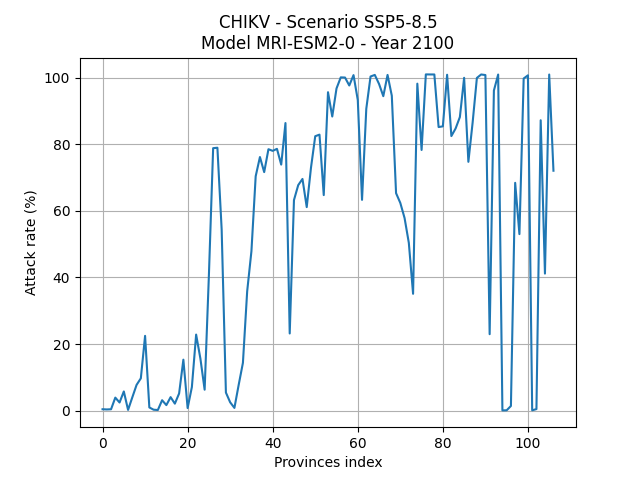 CHIKV - Scenario SSP5-8.5
Model MRI-ESM2-0 - Year 2100
100
80
60
40
20
0
Attack rate (%)
0 20 40 60 80 100
Provinces index